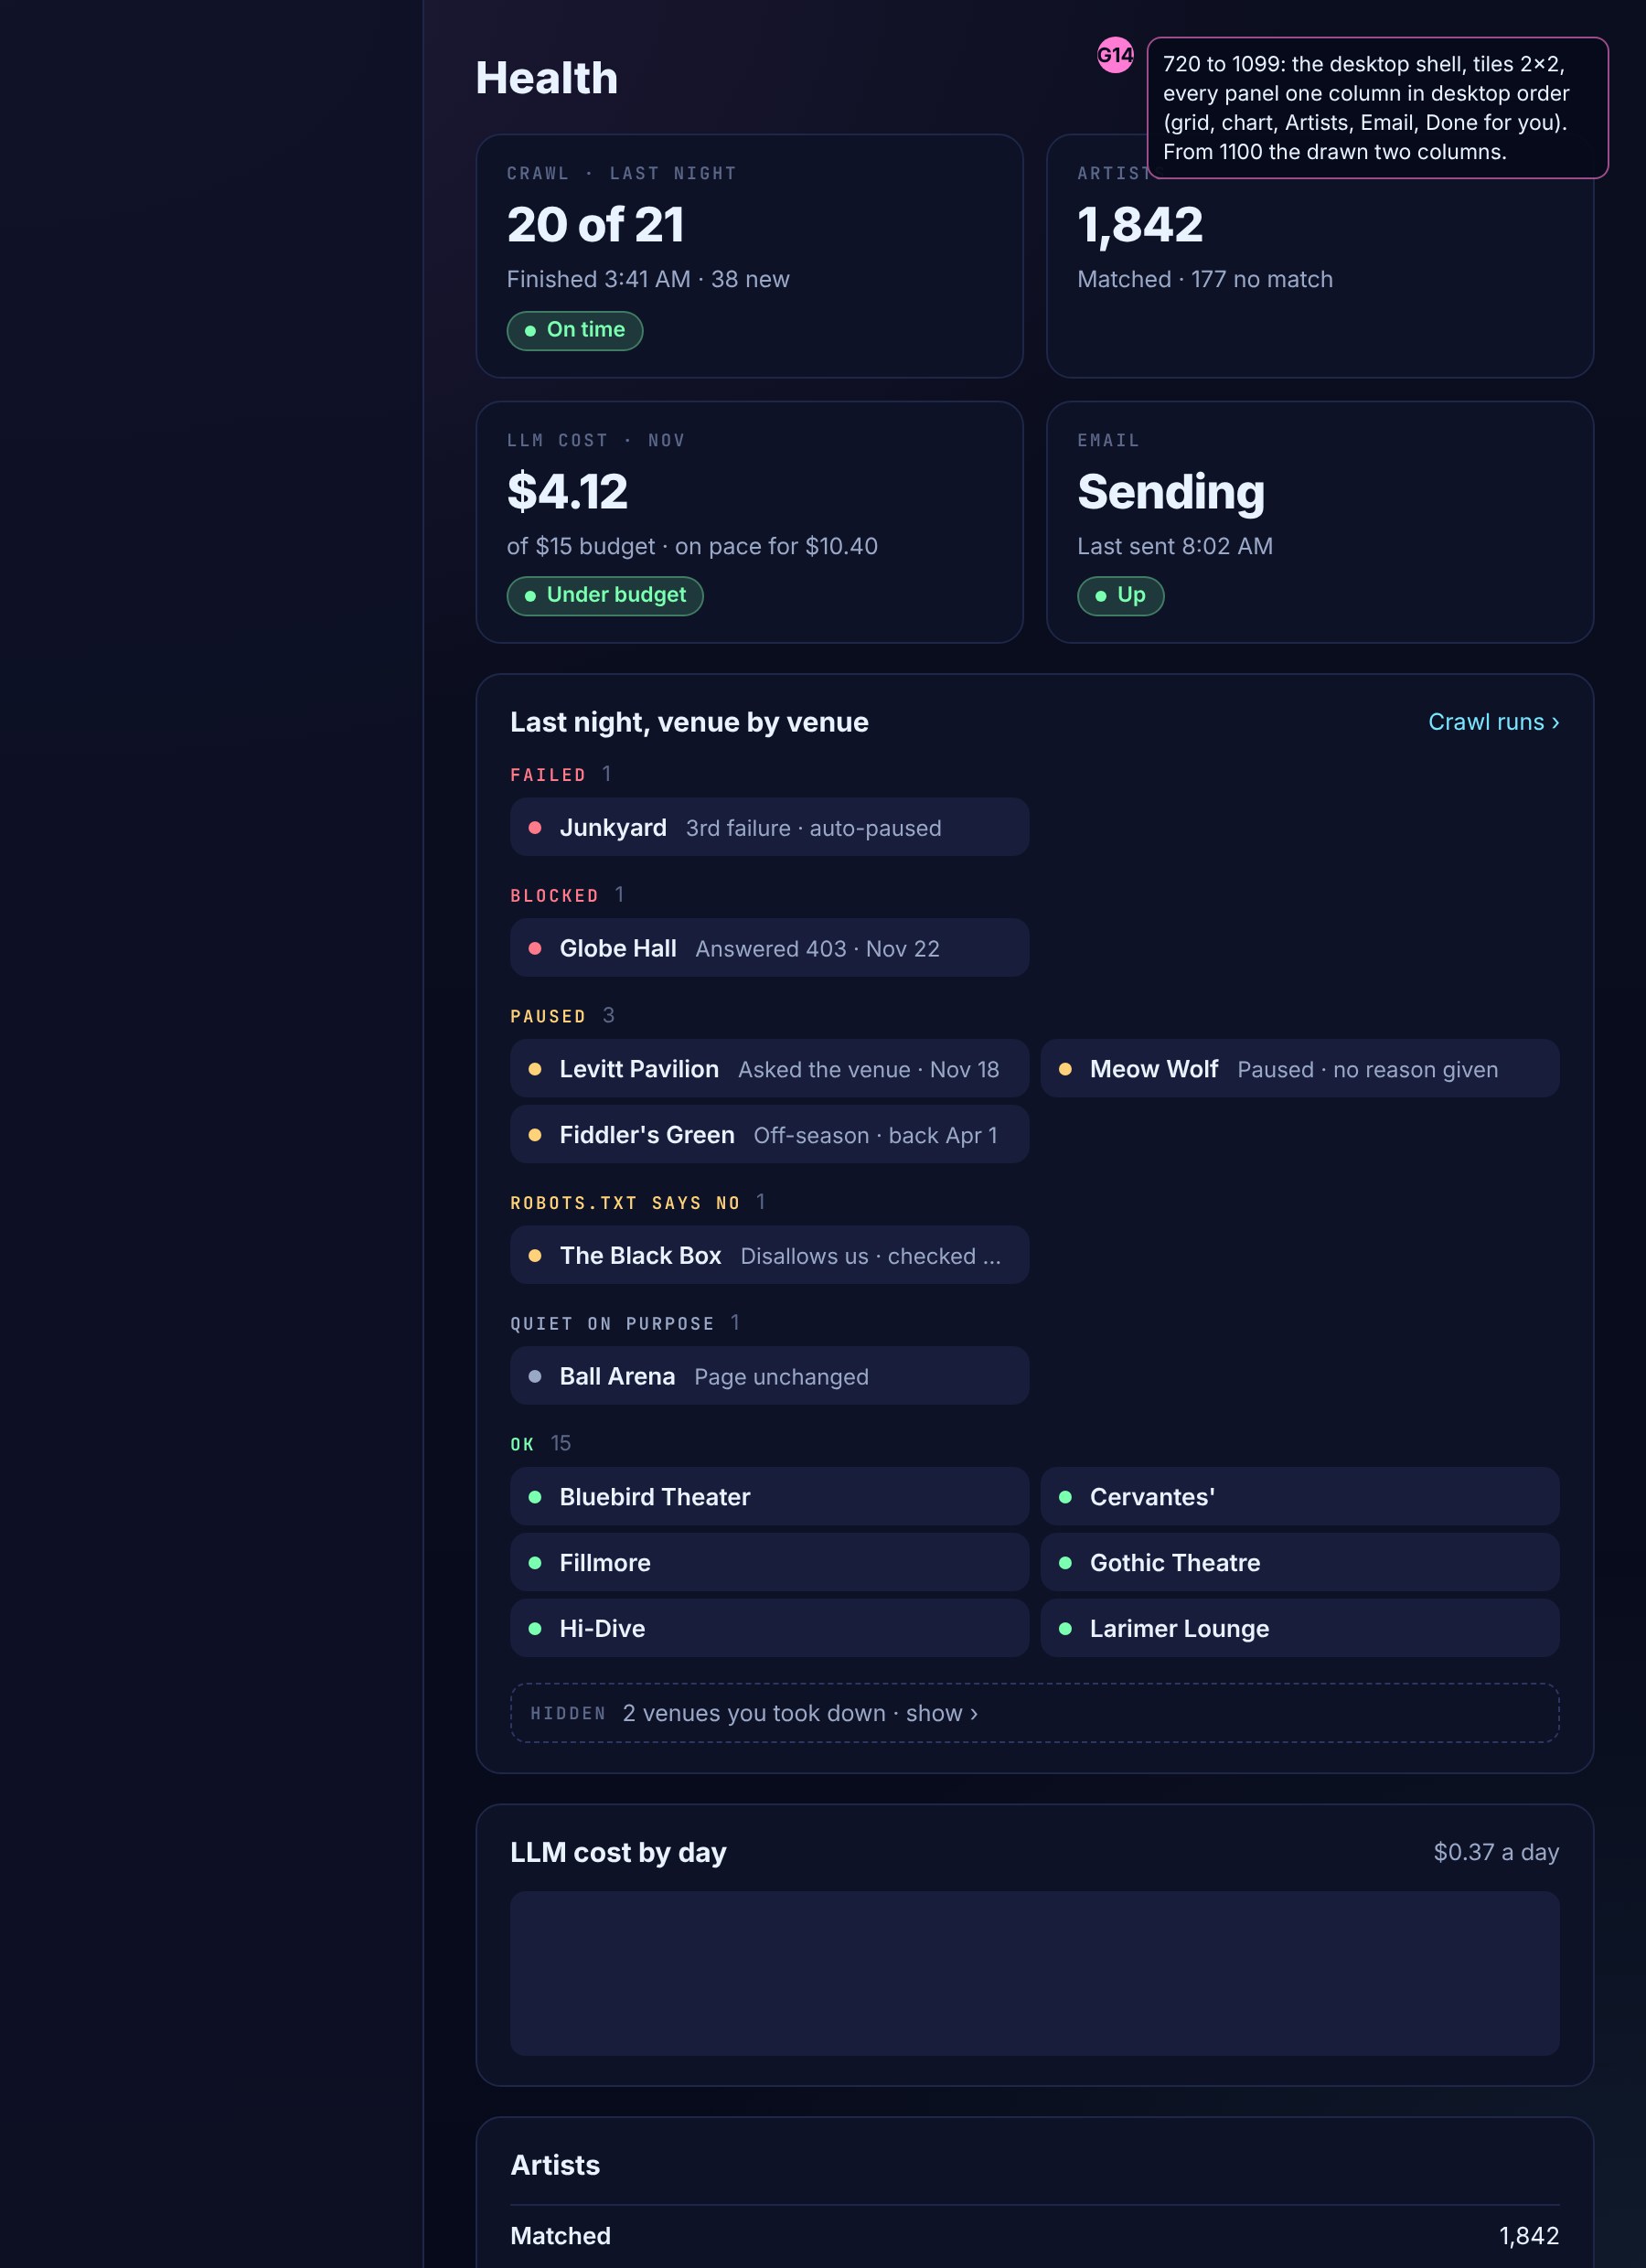 Health
G14
720 to 1099: the desktop shell, tiles 2×2,
every panel one column in desktop order
(grid, chart, Artists, Email, Done for you).
From 1100 the drawn two columns.
CRAWL · LAST NIGHT
20 of 21
Finished 3:41 AM · 38 new
On time
1,842
Matched · 177 no match
LLM COST · NOV
$4.12
of $15 budget · on pace for $10.40
Under budget
EMAIL
Sending
Last sent 8:02 AM
Up
Last night, venue by venue
Crawl runs ›
FAILED 1
Junkyard 3rd failure · auto-paused
BLOCKED 1
Globe Hall Answered 403 · Nov 22
PAUSED 3
Levitt Pavilion Asked the venue · Nov 18
Meow Wolf Paused · no reason given
Fiddler's Green Off-season · back Apr 1
ROBOTS.TXT SAYS NO 1
The Black Box Disallows us · checked ...
QUIET ON PURPOSE 1
Ball Arena Page unchanged
OK 15
Bluebird Theater
Cervantes'
Fillmore
Gothic Theatre
Hi-Dive
Larimer Lounge
HIDDEN 2 venues you took down · show ›
LLM cost by day
$0.37 a day
Artists
Matched 1,842